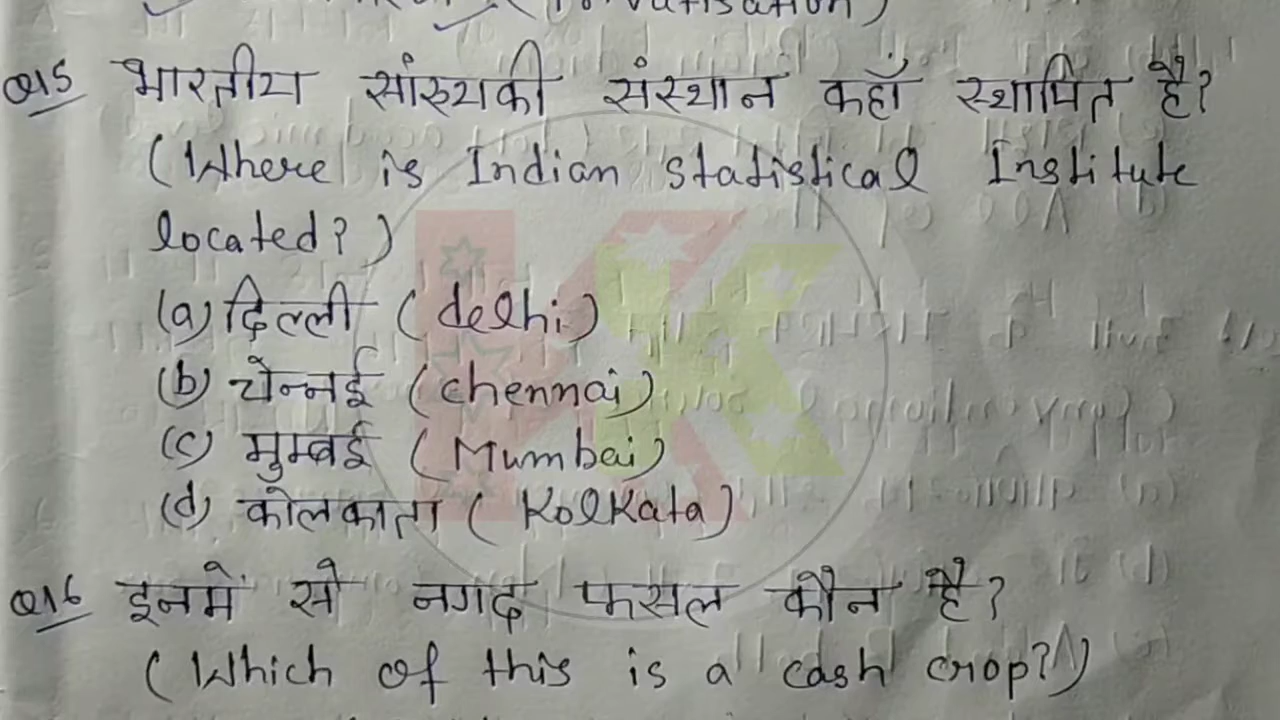 Q15 भारतीय सांख्यकी संस्थान कहाँ स्थापित है?
(Where is Indian statistical Institute
located?)
(a) दिल्ली (delhi)
(b) चेन्नई (chennai)
(c) मुम्बई (Mumbai)
(d) कोलकाता (Kolkata)
Q16 इनमें से नगद फसल कौन है?
(Which of this is a cash crop?)